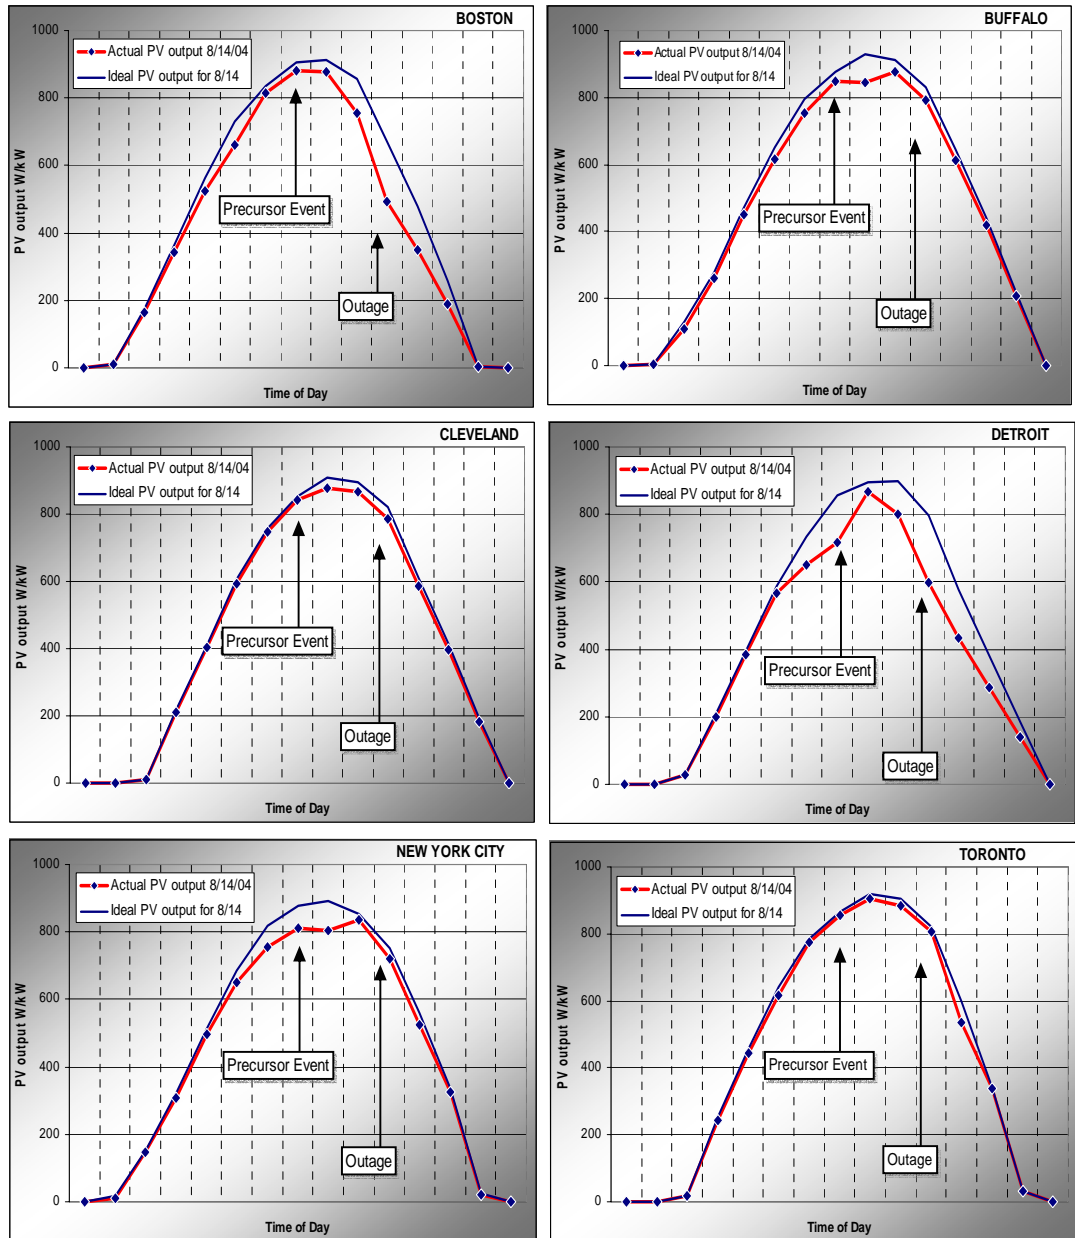 BOSTON
Actual PV output 8/14/04
Ideal PV output for 8/14
1000
800
600
400
200
0
PV output W/kW
Precursor Event
Outage
Time of Day
BUFFALO
Actual PV output 8/14/04
Ideal PV output for 8/14
1000
800
600
400
200
0
PV output W/kW
Precursor Event
Outage
Time of Day
CLEVELAND
Actual PV output 8/14/04
Ideal PV output for 8/14
1000
800
600
400
200
0
PV output W/kW
Precursor Event
Outage
Time of Day
DETROIT
Actual PV output 8/14/04
Ideal PV output for 8/14
1000
800
600
400
200
0
PV output W/kW
Precursor Event
Outage
Time of Day
NEW YORK CITY
Actual PV output 8/14/04
Ideal PV output for 8/14
1000
800
600
400
200
0
PV output W/kW
Precursor Event
Outage
Time of Day
TORONTO
Actual PV output 8/14/04
Ideal PV output for 8/14
1000
800
600
400
200
0
PV output W/kW
Precursor Event
Outage
Time of Day